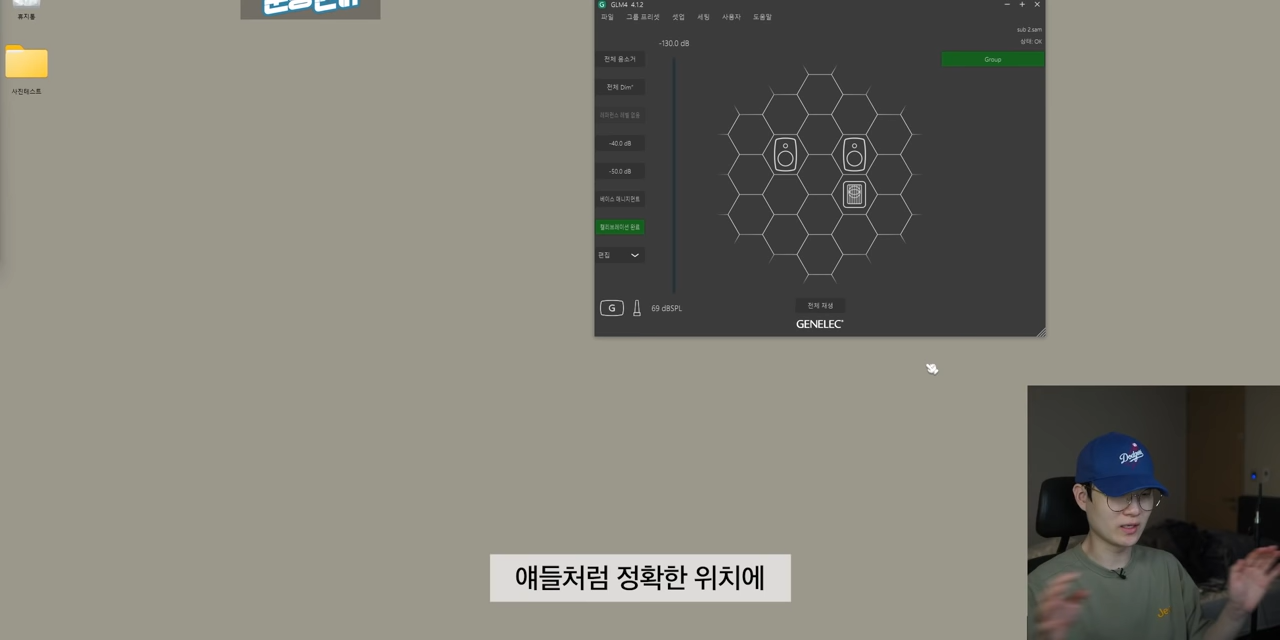 휴지통
사진테스트
GLM4 4.1.2
파일 그룹 프리셋 셋업 세팅 사용자 도움말
sub 2.sam
상태: OK
-130.0 dB
전체 음소거
Group
전체 Dim*
-40.0 dB
-50.0 dB
베이스 매니지먼트
캘리브레이션 완료
편집
G
69 dBSPL
전체 재생
GENELEC
Dodgers
얘들처럼 정확한 위치에